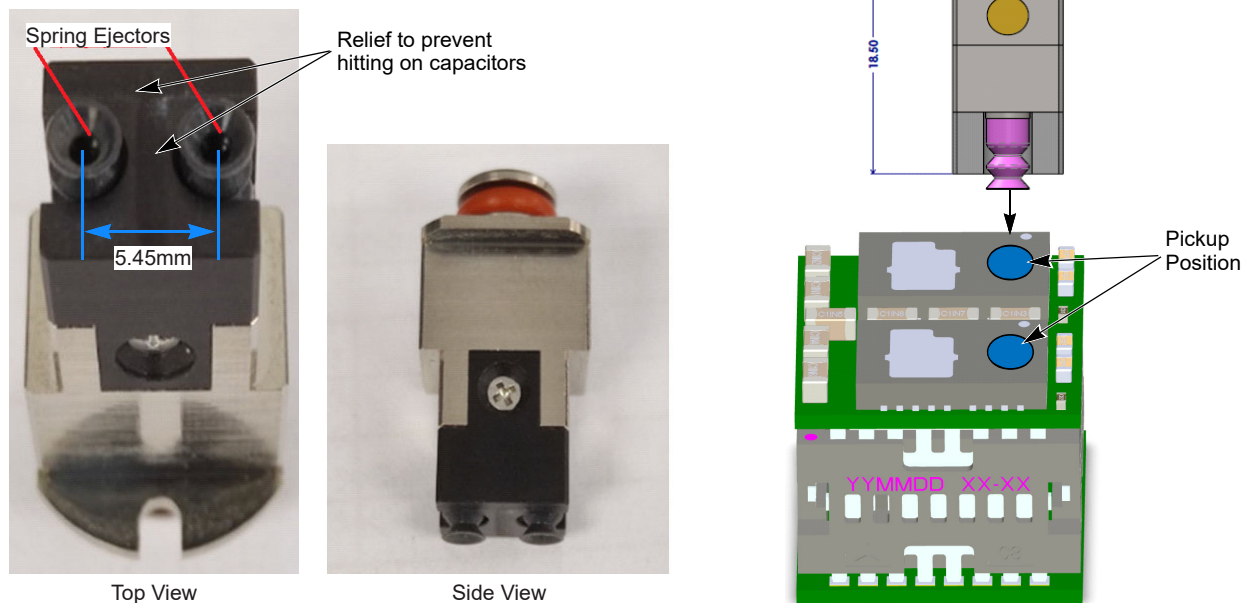 Spring Ejectors
Relief to prevent
hitting on capacitors
5.45mm
Top View
Side View
18.50
Pickup
Position
YYMMDD XX-XX